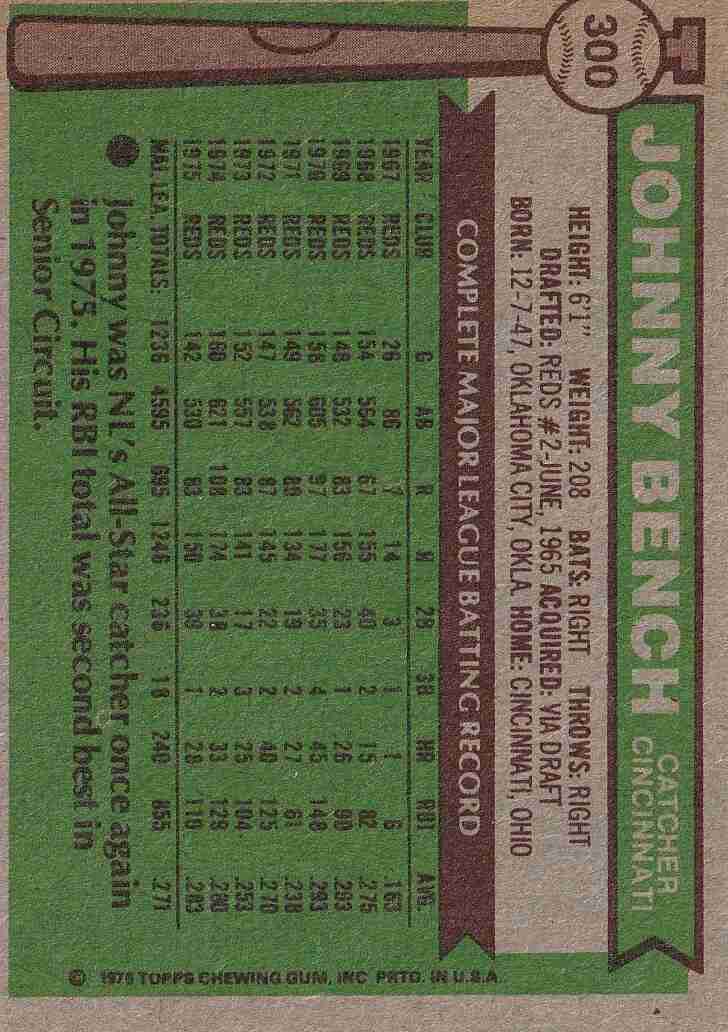 300
JOHNNY BENCH
CATCHER
CINCINNATI
HEIGHT: 6'1" WEIGHT: 208 BATS: RIGHT THROWS: RIGHT
DRAFTED: REDS #2-JUNE, 1965 ACQUIRED: VIA DRAFT
BORN: 12-7-47, OKLAHOMA CITY, OKLA. HOME: CINCINNATI, OHIO
COMPLETE MAJOR LEAGUE BATTING RECORD
YEAR CLUB G AB R H 2B 3B HR RBI AVG.
1967 REDS 26 86 7 14 3 1 1 6 .163
1968 REDS 154 564 67 155 40 2 15 82 .275
1969 REDS 148 532 83 156 23 1 26 90 .293
1970 REDS 158 605 97 177 35 4 45 148 .293
1971 REDS 149 562 80 134 19 2 27 61 .238
1972 REDS 147 538 87 145 22 2 40 125 .270
1973 REDS 152 557 83 141 17 3 25 104 .253
1974 REDS 160 621 108 174 38 2 33 129 .280
1975 REDS 142 530 83 150 39 1 28 110 .283
MAJ. LEA. TOTALS: 1236 4595 695 1246 236 18 240 855 .271
Johnny was NL's All-Star catcher once again
in 1975. His RBI total was second best in
Senior Circuit.
© 1976 TOPPS CHEWING GUM, INC PRTD. IN U.S.A.